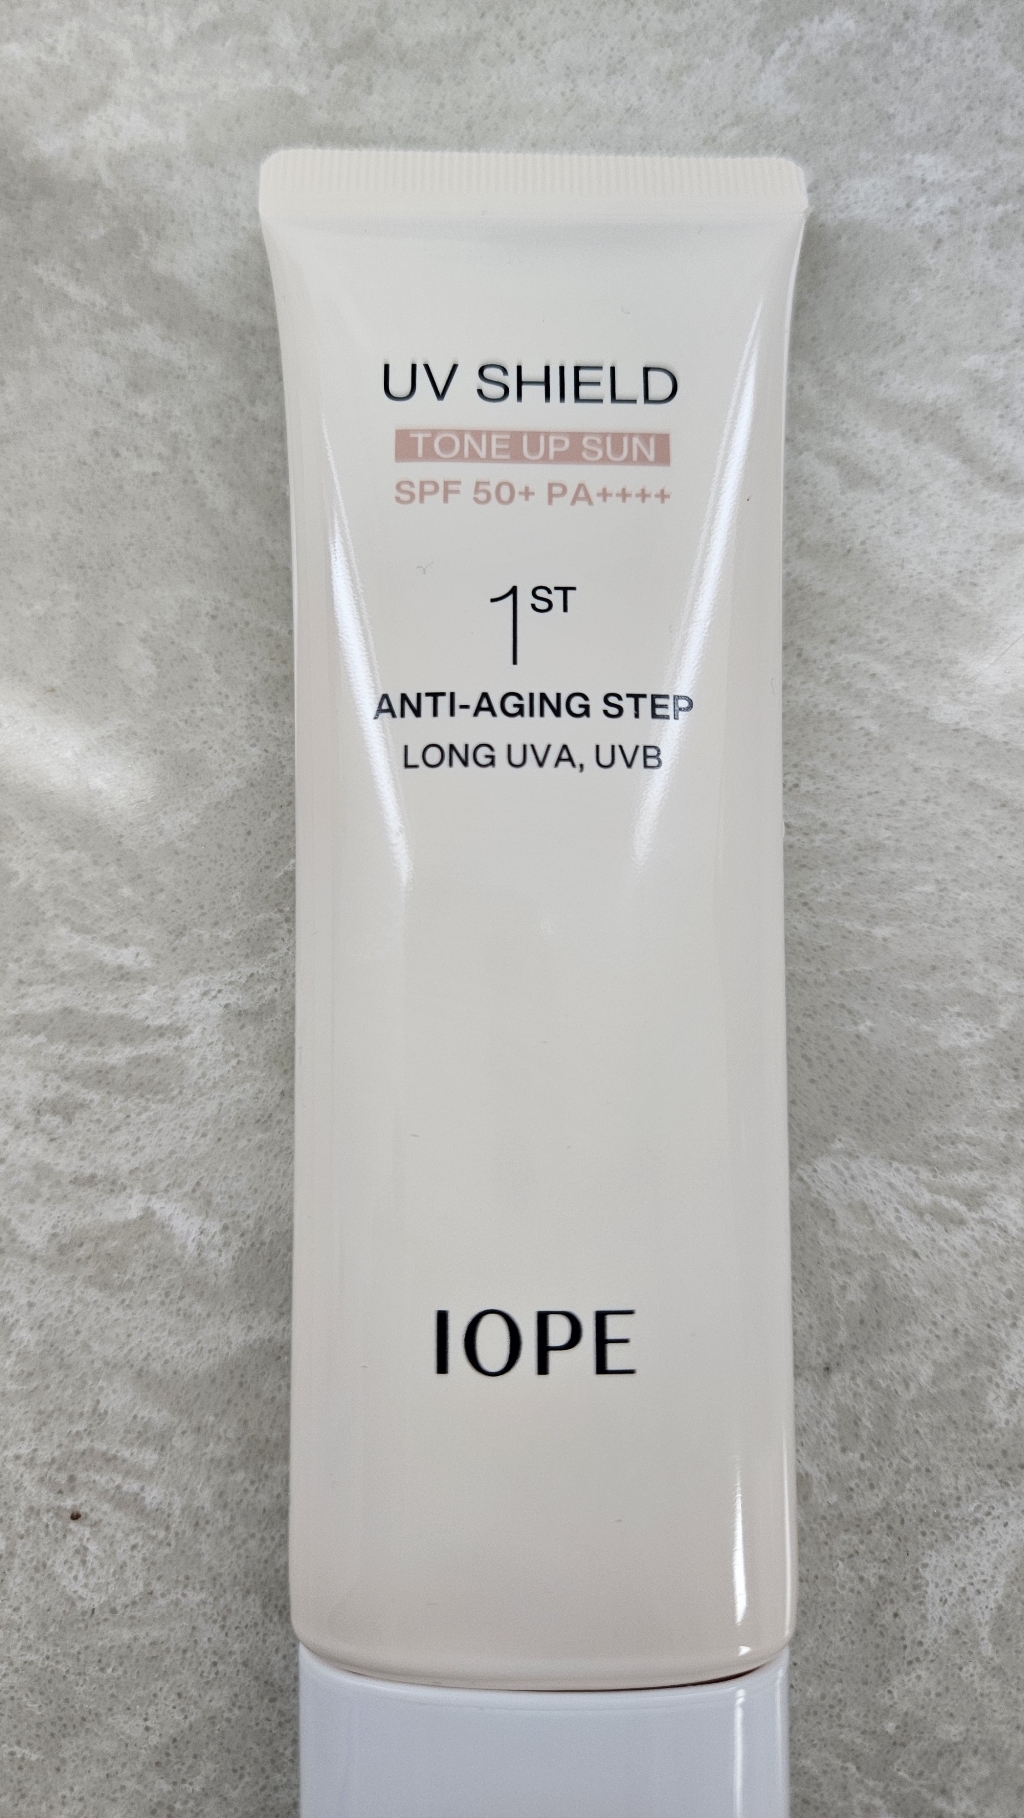 UV SHIELD
TONE UP SUN
SPF 50+ PA++++
1ST
ANTI-AGING STEP
LONG UVA, UVB
IOPE